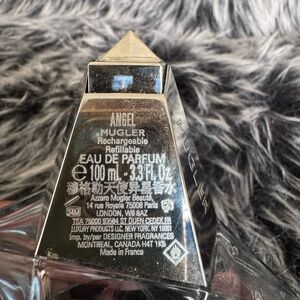 ANGEL
MUGLER
Rechargeable
Refillable
EAU DE PARFUM
℮ 100 mL - 3.3 Fl. Oz.
穆格勒天使异星香水
Azzaro Mugler Beauté,
14 rue Royale 75008 Paris
LONDON, W6 8AZ
TSA 75000 93584 ST OUEN CEDEX FR
LUXURY PRODUCTS LLC, NEW YORK, NY 10001
Imp. by/par DESIGNER FRAGRANCES
MONTREAL, CANADA H4T 1K5
Made in France
24M